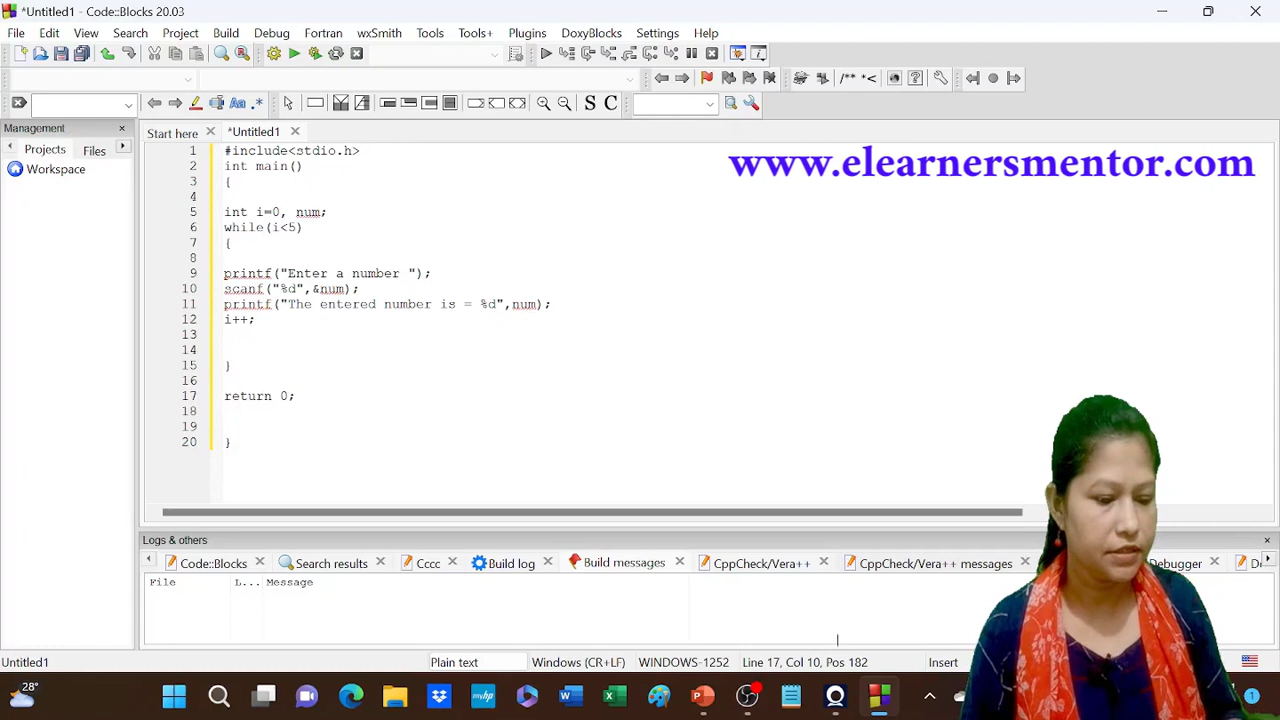 *Untitled1 - Code::Blocks 20.03
File Edit View Search Project Build Debug Fortran wxSmith Tools Tools+ Plugins DoxyBlocks Settings Help
/** *<
Aa .* S C
Management
Projects Files
Workspace
Start here *Untitled1
www.elearnersmentor.com
1 #include<stdio.h>
2 int main()
3 {
4
5 int i=0, num;
6 while(i<5)
7 {
8
9 printf("Enter a number ");
10 scanf("%d",&num);
11 printf("The entered number is = %d",num);
12 i++;
13
14
15 }
16
17 return 0;
18
19
20 }
Logs & others
Code::Blocks Search results Cccc Build log Build messages CppCheck/Vera++ CppCheck/Vera++ messages Debugger
File L... Message
Untitled1 Plain text Windows (CR+LF) WINDOWS-1252 Line 17, Col 10, Pos 182 Insert
28°